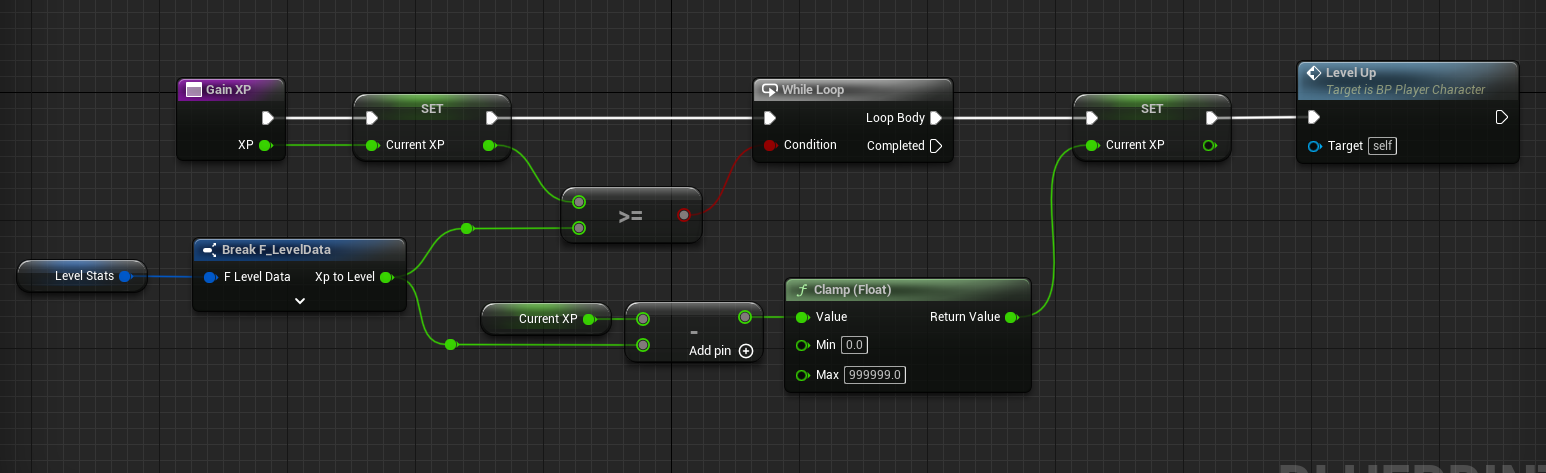 Gain XP
XP
SET
Current XP
While Loop
Loop Body
Condition
Completed
SET
Current XP
Level Up
Target is BP Player Character
Target self
>=
Level Stats
Break F_LevelData
F Level Data
Xp to Level
Current XP
-
Add pin
Clamp (Float)
Value
Return Value
Min 0.0
Max 999999.0